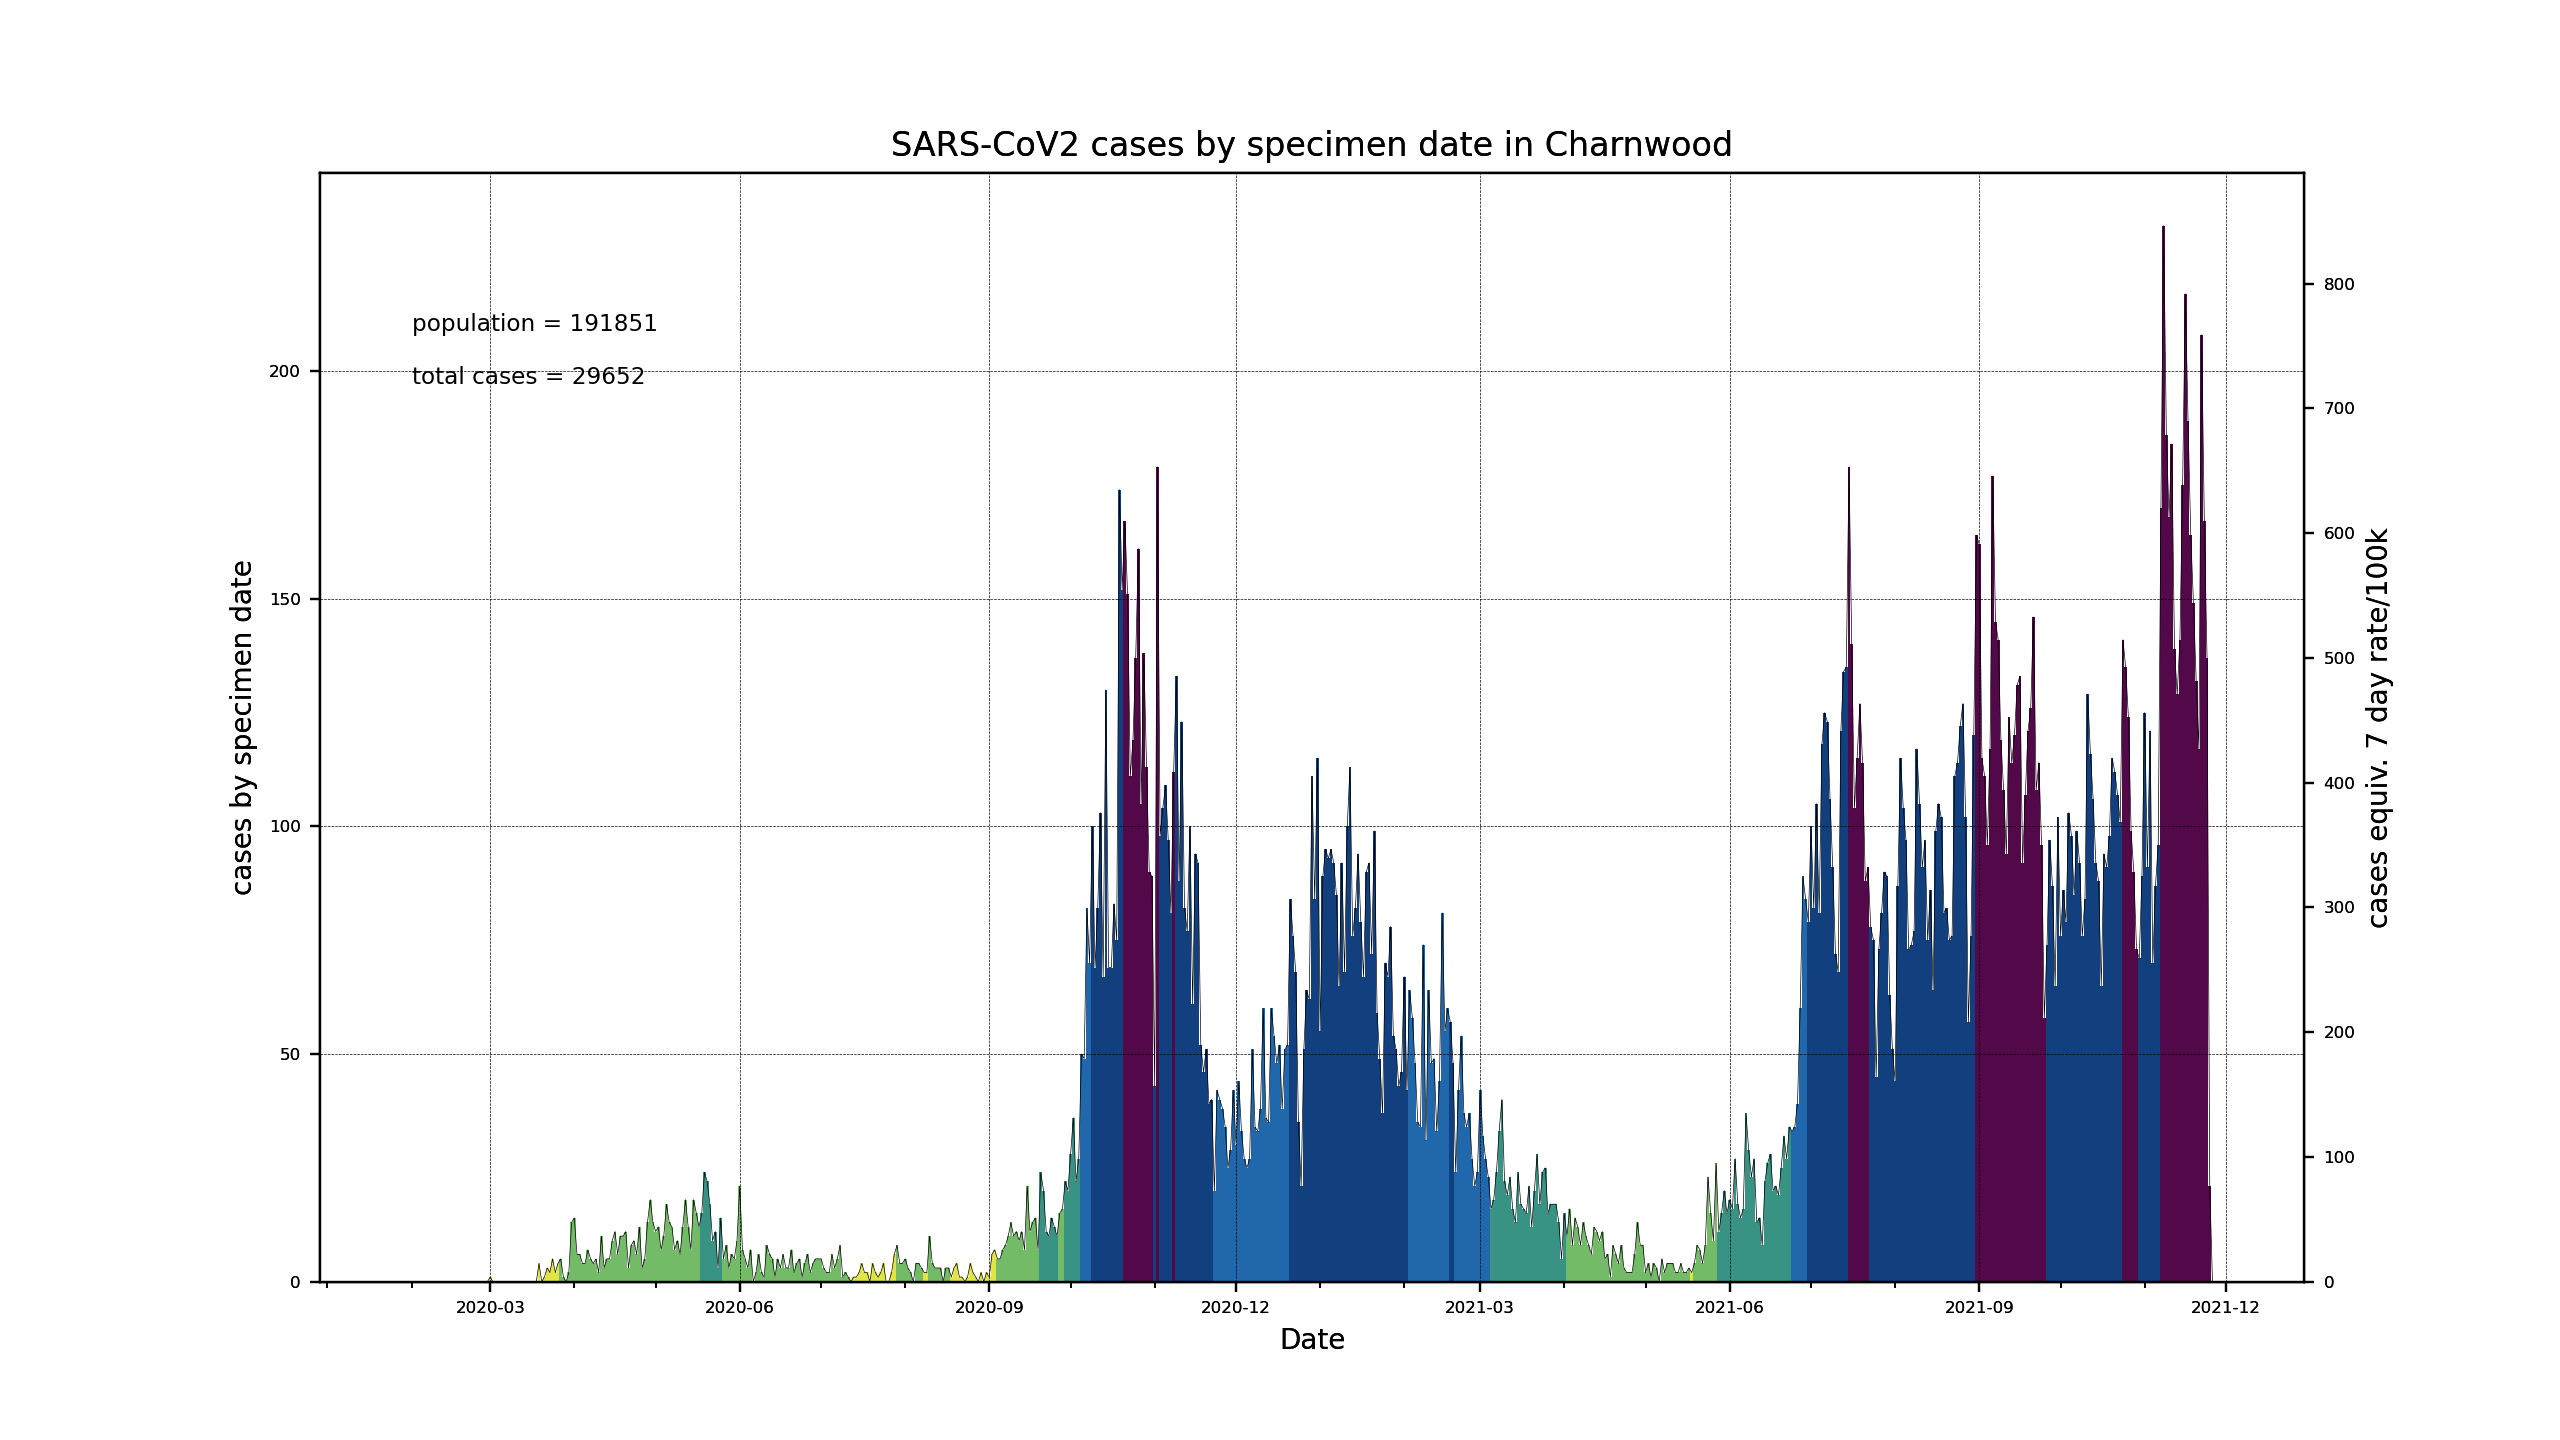 SARS-CoV2 cases by specimen date in Charnwood
population = 191851
total cases = 29652
cases by specimen date
200
150
100
50
0
800
700
600
500
400
300
200
100
0
cases equiv. 7 day rate/100k
2020-03 2020-06 2020-09 2020-12 2021-03 2021-06 2021-09 2021-12
Date